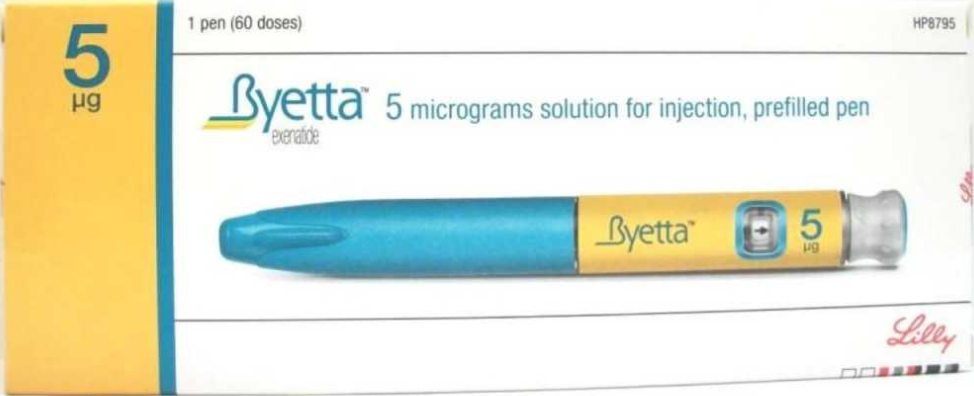 5
µg
1 pen (60 doses)
HP8795
Byetta™ 5 micrograms solution for injection, prefilled pen
exenatide
Byetta™
5
µg
Lilly